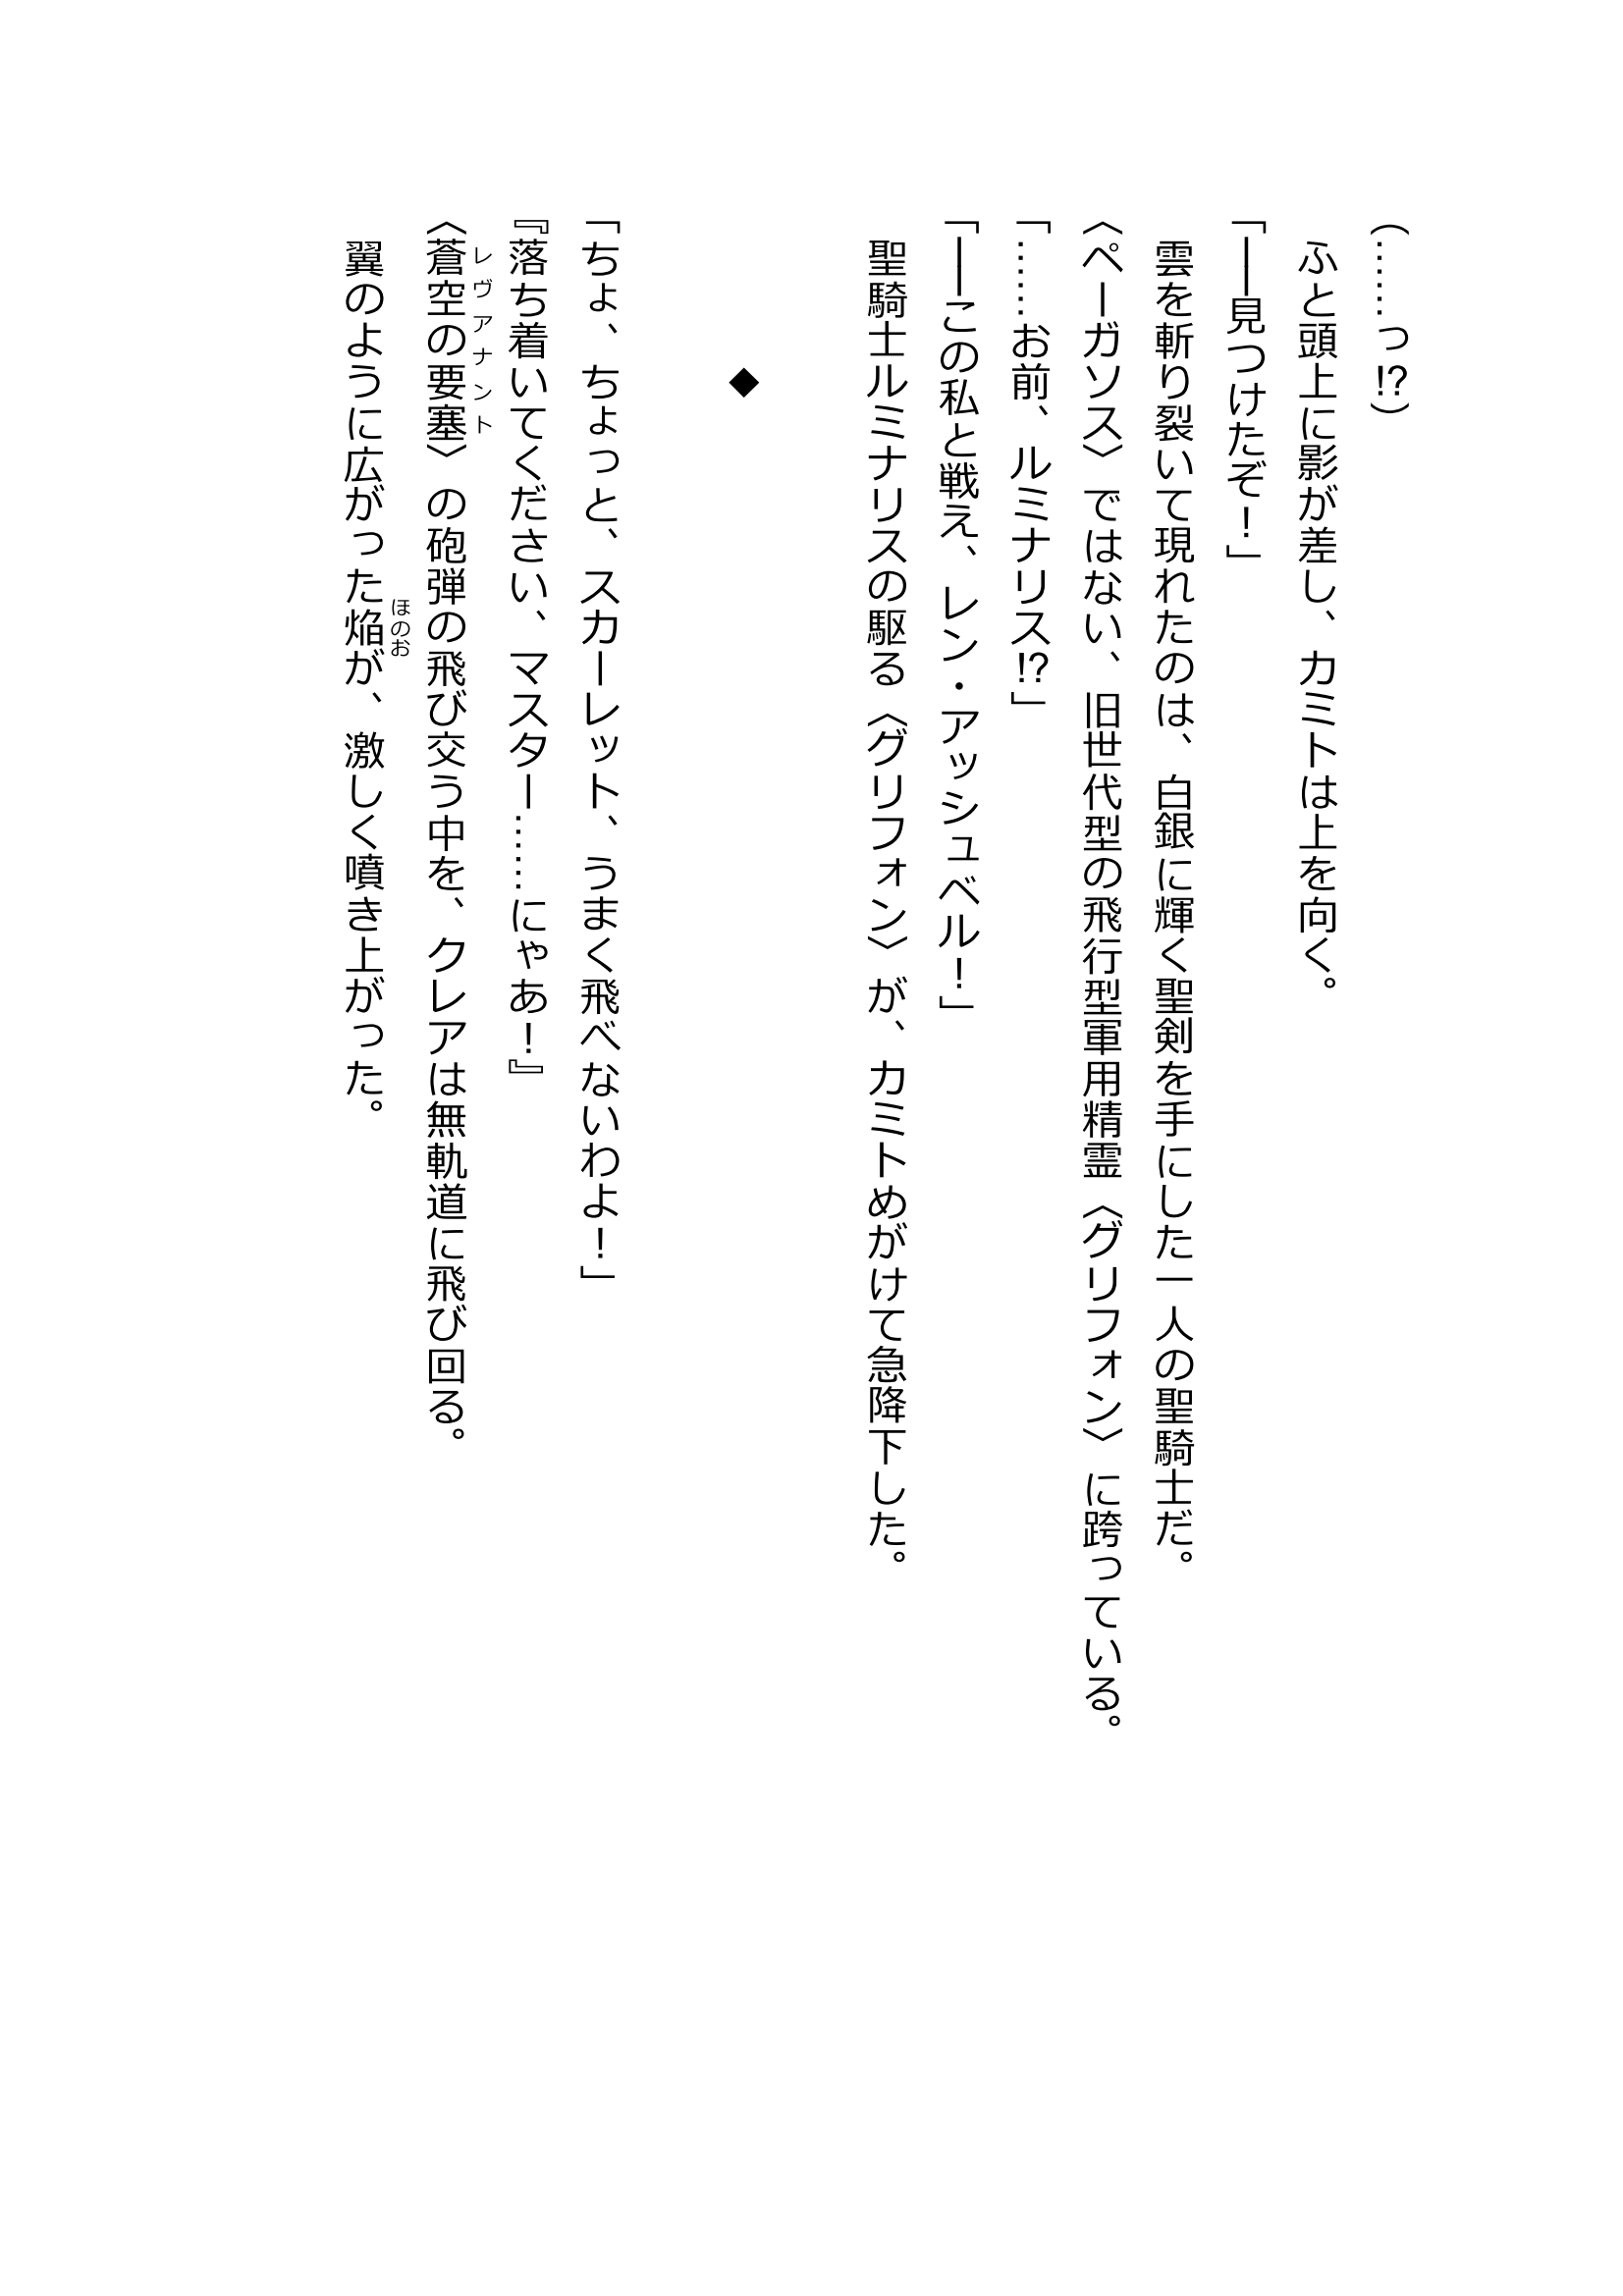 (……っ⁉)
　ふと頭上に影が差し、カミトは上を向く。
「――見つけたぞ！」
　雲を斬り裂いて現れたのは、白銀に輝く聖剣を手にした一人の聖騎士だ。
〈ペーガソス〉ではない、旧世代型の飛行型軍用精霊〈グリフォン〉に跨っている。
「……お前、ルミナリス⁉」
「――この私と戦え、レン・アッシュベル！」
　聖騎士ルミナリスの駆る〈グリフォン〉が、カミトめがけて急降下した。
◆
「ちょ、ちょっと、スカーレット、うまく飛べないわよ！」
『落ち着いてください、マスター……にゃあ！』
レヴアナント
〈蒼空の要塞〉の砲弾の飛び交う中を、クレアは無軌道に飛び回る。
ほのお
　翼のように広がった焔が、激しく噴き上がった。